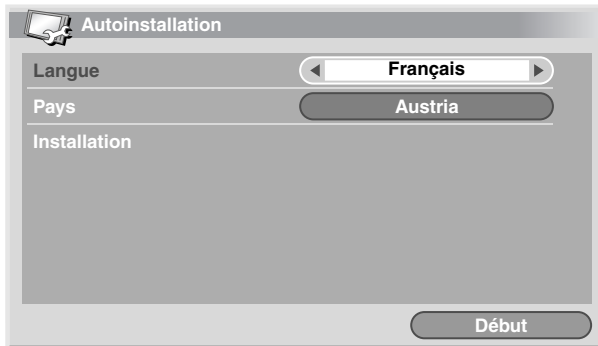 Autoinstallation
Langue Français
Pays Austria
Installation
Début